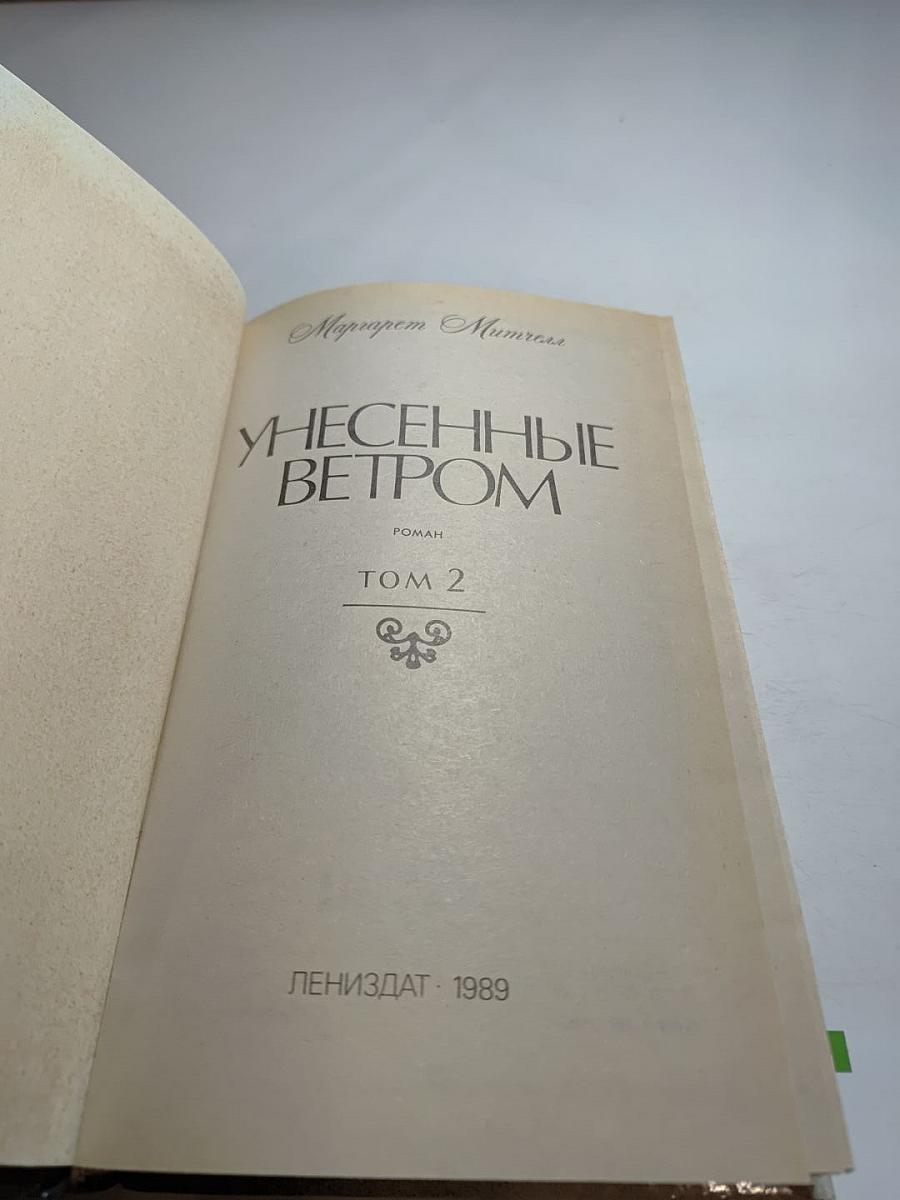 Маргарет Митчелл
УНЕСЕННЫЕ
ВЕТРОМ
РОМАН
ТОМ 2
ЛЕНИЗДАТ · 1989